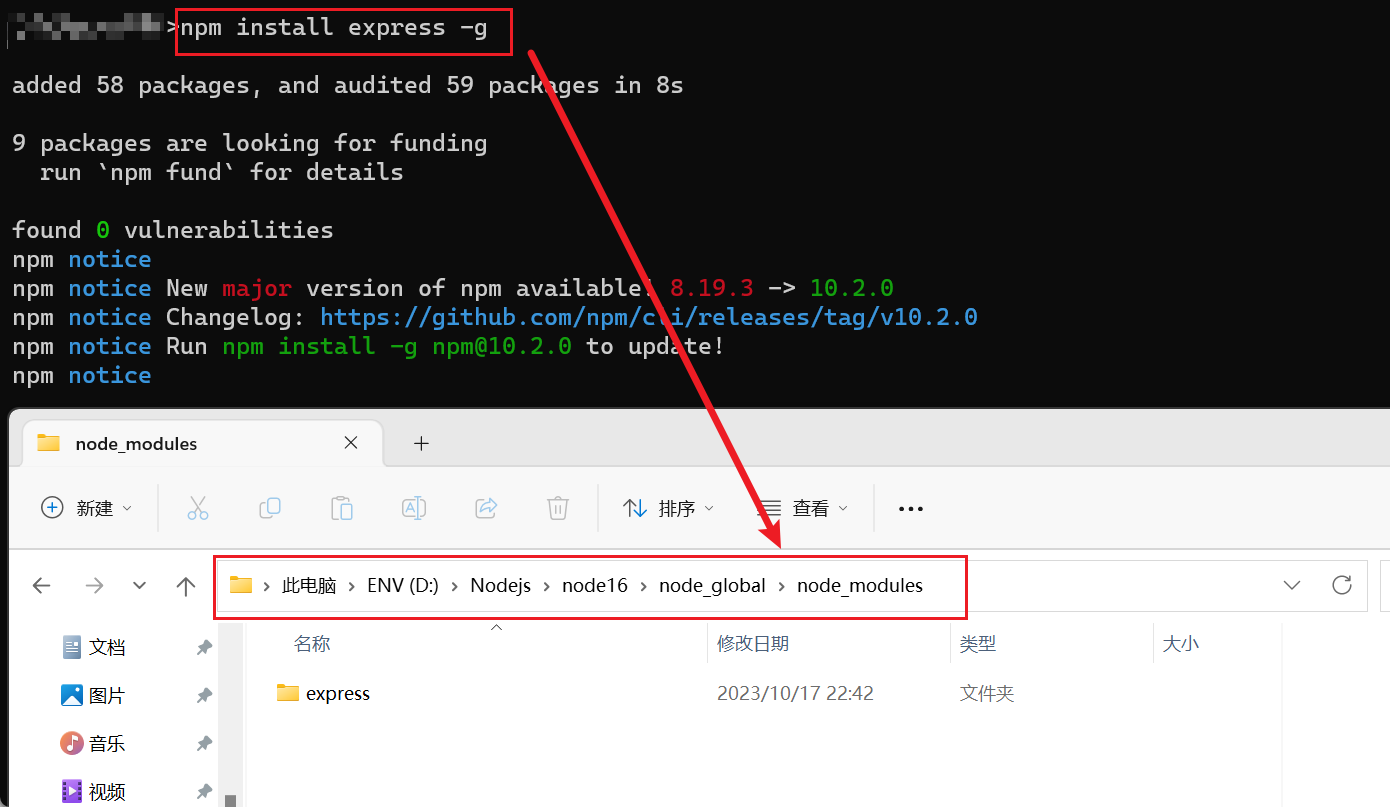 >npm install express -g
added 58 packages, and audited 59 packages in 8s
9 packages are looking for funding
run `npm fund` for details
found 0 vulnerabilities
npm notice
npm notice New major version of npm available! 8.19.3 -> 10.2.0
npm notice Changelog: https://github.com/npm/cli/releases/tag/v10.2.0
npm notice Run npm install -g npm@10.2.0 to update!
npm notice
node_modules
新建 排序 查看
此电脑 > ENV (D:) > Nodejs > node16 > node_global > node_modules
名称 修改日期 类型 大小
文档
express 2023/10/17 22:42 文件夹
图片
音乐
视频